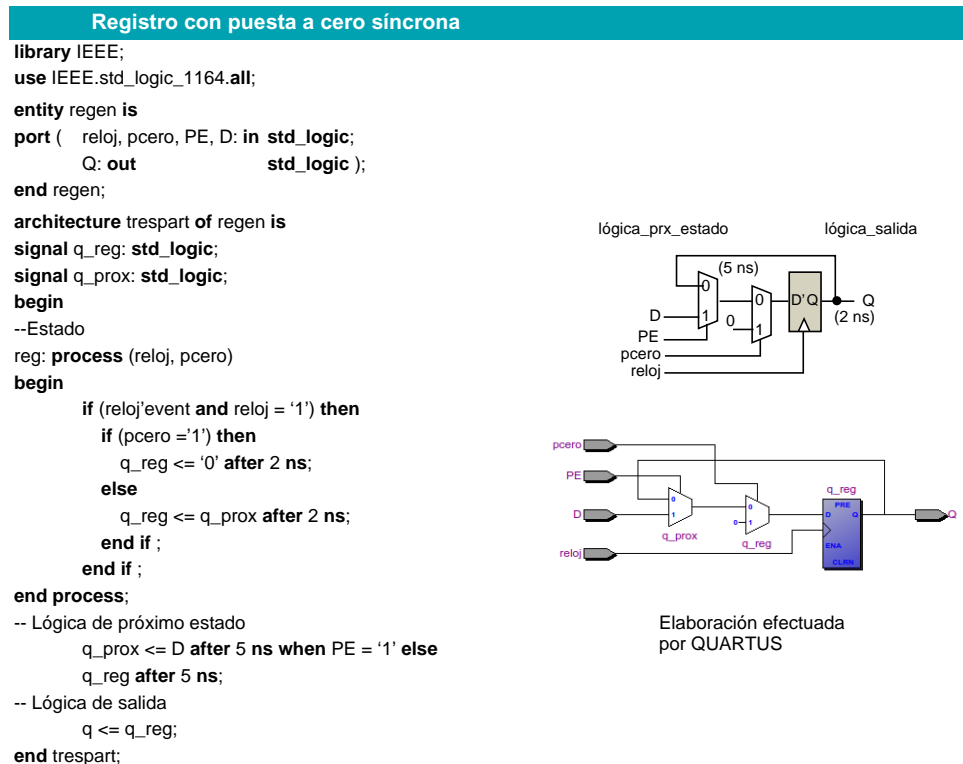 Registro con puesta a cero síncrona
library IEEE;
use IEEE.std_logic_1164.all;
entity regen is
port ( reloj, pcero, PE, D: in std_logic;
Q: out std_logic );
end regen;
architecture trespart of regen is
signal q_reg: std_logic;
signal q_prox: std_logic;
begin
--Estado
reg: process (reloj, pcero)
begin
if (reloj’event and reloj = ‘1’) then
if (pcero =’1’) then
q_reg <= ‘0’ after 2 ns;
else
q_reg <= q_prox after 2 ns;
end if ;
end if ;
end process;
-- Lógica de próximo estado
q_prox <= D after 5 ns when PE = ‘1’ else
q_reg after 5 ns;
-- Lógica de salida
q <= q_reg;
end trespart;
lógica_prx_estado lógica_salida
(5 ns)
0 0 D’ Q Q
D 1 0 1 (2 ns)
PE
pcero
reloj
pcero
PE
q_reg
0 0 PRE
D 1 0 1 D Q Q
q_prox q_reg
reloj ENA
CLRN
Elaboración efectuada
por QUARTUS